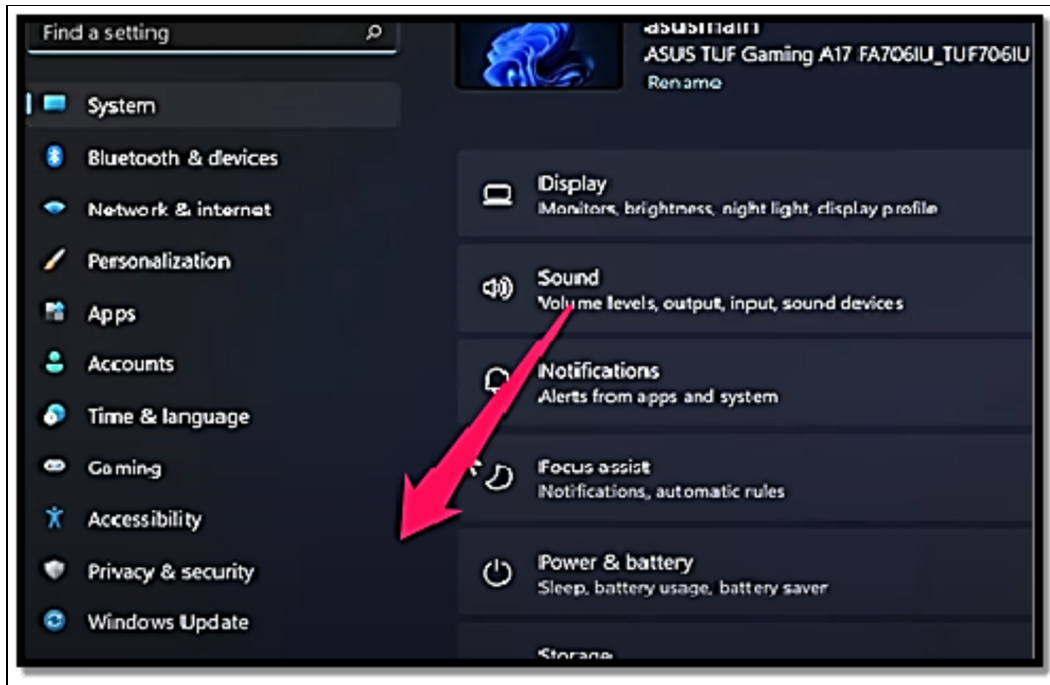 Find a setting
asusmain
ASUS TUF Gaming A17 FA706IU_TUF706IU
Rename
System
Bluetooth & devices
Network & internet
Personalization
Apps
Accounts
Time & language
Gaming
Accessibility
Privacy & security
Windows Update
Display
Monitors, brightness, night light, display profile
Sound
Volume levels, output, input, sound devices
Notifications
Alerts from apps and system
Focus assist
Notifications, automatic rules
Power & battery
Sleep, battery usage, battery saver
Storage